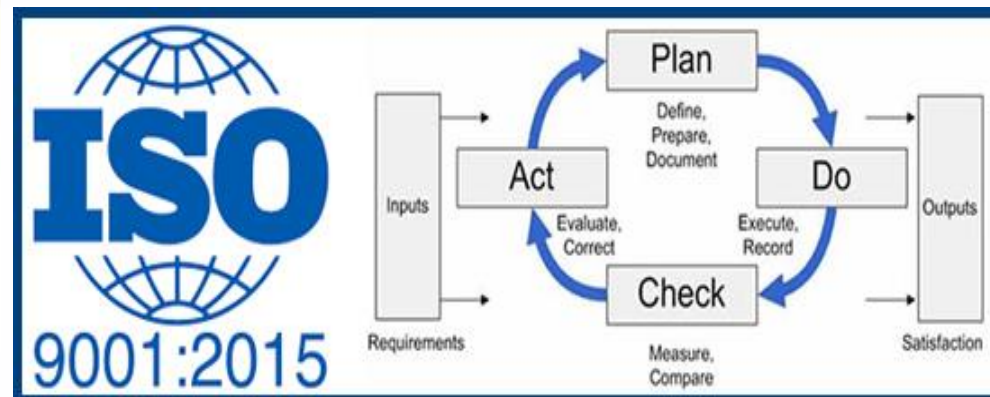 ISO
9001:2015
Plan
Define,
Prepare,
Document
Act
Evaluate,
Correct
Do
Execute,
Record
Check
Measure,
Compare
Inputs
Requirements
Outputs
Satisfaction